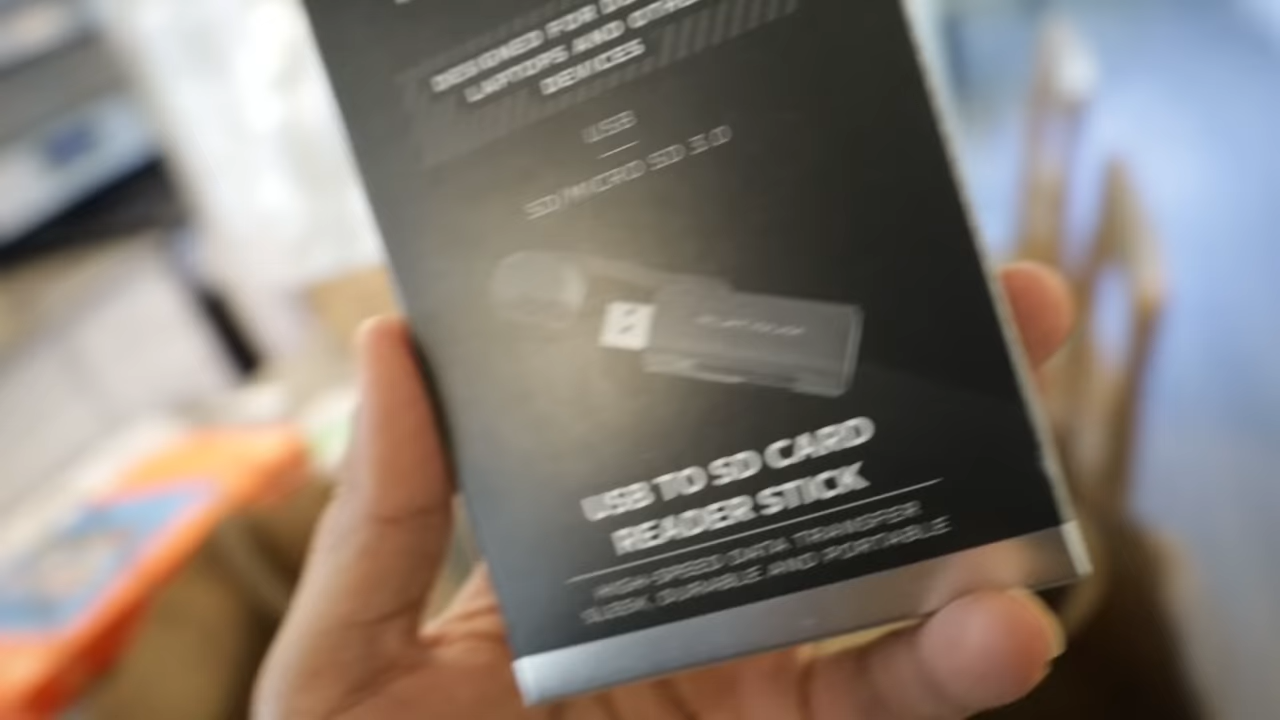 DESIGNED FOR
LAPTOPS AND OTHER
DEVICES
USB
SD/MICRO SD 3.0
USB TO SD CARD
READER STICK
HIGH-SPEED DATA TRANSFER
SLEEK, DURABLE AND PORTABLE